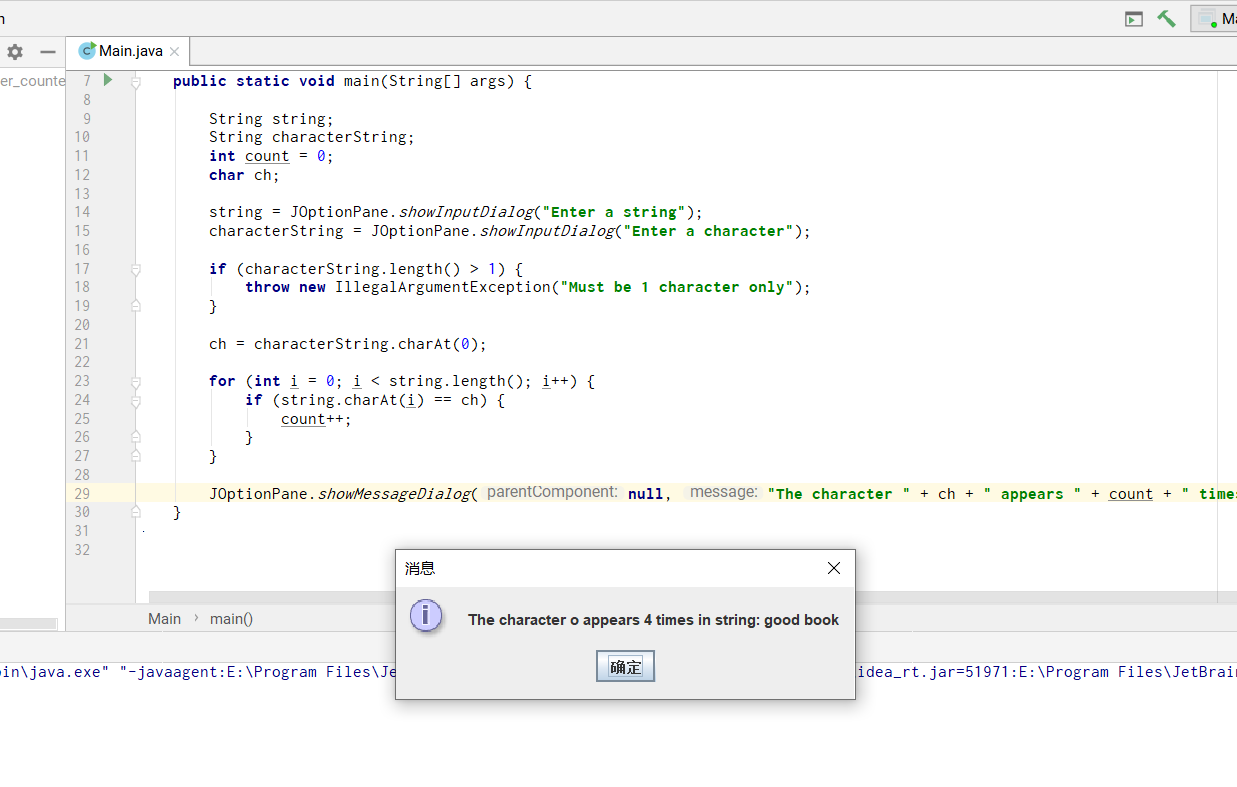 n
Ma
Main.java
er_counte
7 public static void main(String[] args) {
8
9 String string;
10 String characterString;
11 int count = 0;
12 char ch;
13
14 string = JOptionPane.showInputDialog("Enter a string");
15 characterString = JOptionPane.showInputDialog("Enter a character");
16
17 if (characterString.length() > 1) {
18 throw new IllegalArgumentException("Must be 1 character only");
19 }
20
21 ch = characterString.charAt(0);
22
23 for (int i = 0; i < string.length(); i++) {
24 if (string.charAt(i) == ch) {
25 count++;
26 }
27 }
28
29 JOptionPane.showMessageDialog( parentComponent: null, message: "The character " + ch + " appears " + count + " time
30 }
31
32
消息
The character o appears 4 times in string: good book
确定
Main › main()
bin\java.exe" "-javaagent:E:\Program Files\Je idea_rt.jar=51971:E:\Program Files\JetBrain